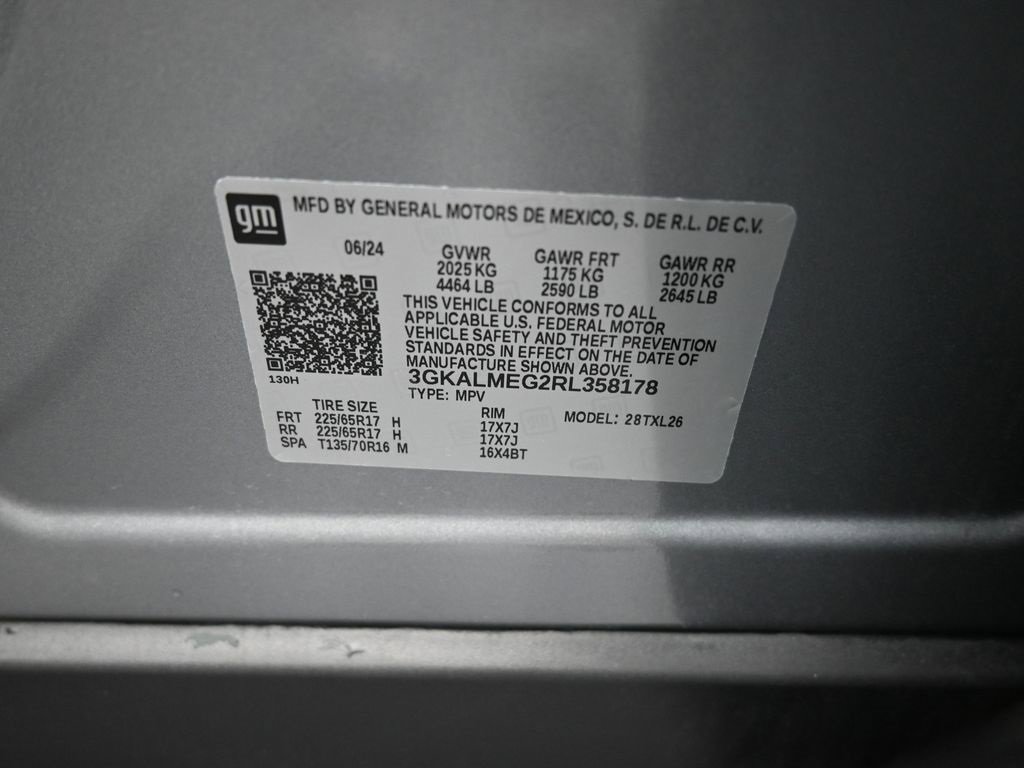 gm MFD BY GENERAL MOTORS DE MEXICO, S. DE R.L. DE C.V.
06/24 GVWR GAWR FRT GAWR RR
2025 KG 1175 KG 1200 KG
4464 LB 2590 LB 2645 LB
THIS VEHICLE CONFORMS TO ALL
APPLICABLE U.S. FEDERAL MOTOR
VEHICLE SAFETY AND THEFT PREVENTION
STANDARDS IN EFFECT ON THE DATE OF
MANUFACTURE SHOWN ABOVE.
130H
3GKALMEG2RL358178
TYPE: MPV
TIRE SIZE RIM MODEL: 28TXL26
FRT 225/65R17 H 17X7J
RR 225/65R17 H 17X7J
SPA T135/70R16 M 16X4BT